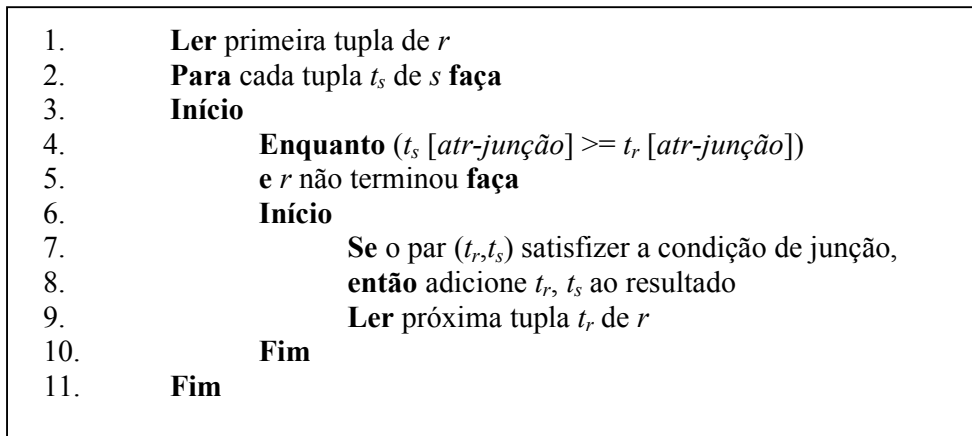 1. Ler primeira tupla de r
2. Para cada tupla ts de s faça
3. Início
4. Enquanto (ts [atr-junção] >= tr [atr-junção])
5. e r não terminou faça
6. Início
7. Se o par (tr,ts) satisfizer a condição de junção,
8. então adicione tr, ts ao resultado
9. Ler próxima tupla tr de r
10. Fim
11. Fim